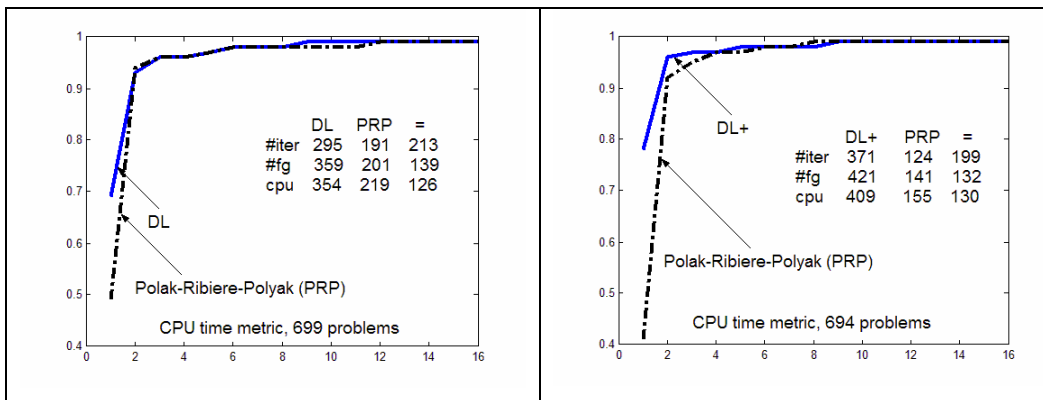 1
0.9
0.8
0.7
0.6
0.5
0.4
DL PRP =
#iter 295 191 213
#fg 359 201 139
cpu 354 219 126
DL
Polak-Ribiere-Polyak (PRP)
CPU time metric, 699 problems
0 2 4 6 8 10 12 14 16
1
0.9
0.8
0.7
0.6
0.5
0.4
DL+
DL+ PRP =
#iter 371 124 199
#fg 421 141 132
cpu 409 155 130
Polak-Ribiere-Polyak (PRP)
CPU time metric, 694 problems
0 2 4 6 8 10 12 14 16